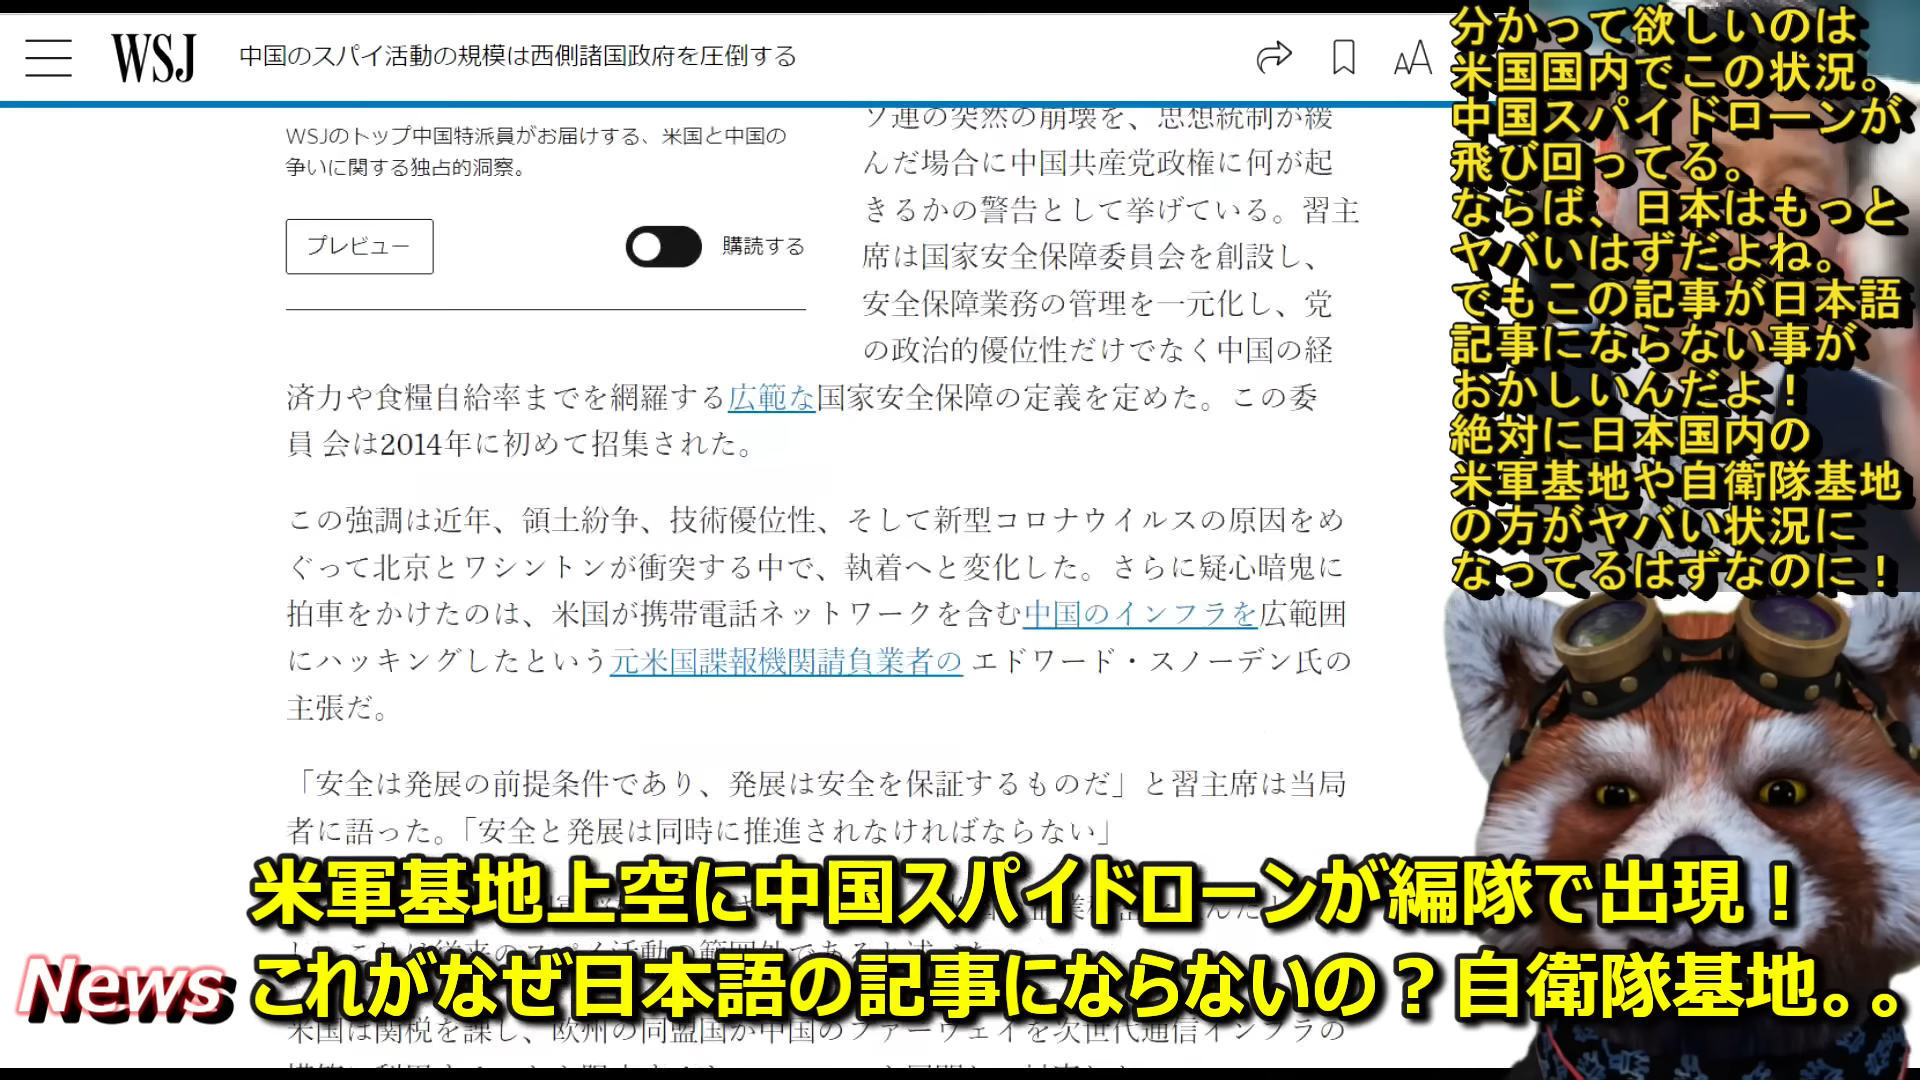 WSJ
中国のスパイ活動の規模は西側諸国政府を圧倒する
WSJのトップ中国特派員がお届けする、米国と中国の
争いに関する独占的洞察。
プレビュー
購読する
ソ連の突然の崩壊を、思想統制が緩
んだ場合に中国共産党政権に何が起
きるかの警告として挙げている。習主
席は国家安全保障委員会を創設し、
安全保障業務の管理を一元化し、党
の政治的優位性だけでなく中国の経
済力や食糧自給率までを網羅する広範な国家安全保障の定義を定めた。この委
員 会は2014年に初めて招集された。
この強調は近年、領土紛争、技術優位性、そして新型コロナウイルスの原因をめ
ぐって北京とワシントンが衝突する中で、執着へと変化した。さらに疑心暗鬼に
拍車をかけたのは、米国が携帯電話ネットワークを含む中国のインフラを広範囲
にハッキングしたという元米国諜報機関請負業者の エドワード・スノーデン氏の
主張だ。
「安全は発展の前提条件であり、発展は安全を保証するものだ」と習主席は当局
者に語った。「安全と発展は同時に推進されなければならない」
米国は関税を課し、欧州の同盟国が中国のファーウェイを次世代通信インフラの
分かって欲しいのは
米国国内でこの状況。
中国スパイドローンが
飛び回ってる。
ならば、日本はもっと
ヤバいはずだよね。
でもこの記事が日本語
記事にならない事が
おかしいんだよ！
絶対に日本国内の
米軍基地や自衛隊基地
の方がヤバい状況に
なってるはずなのに！
米軍基地上空に中国スパイドローンが編隊で出現！
News
これがなぜ日本語の記事にならないの？自衛隊基地。。